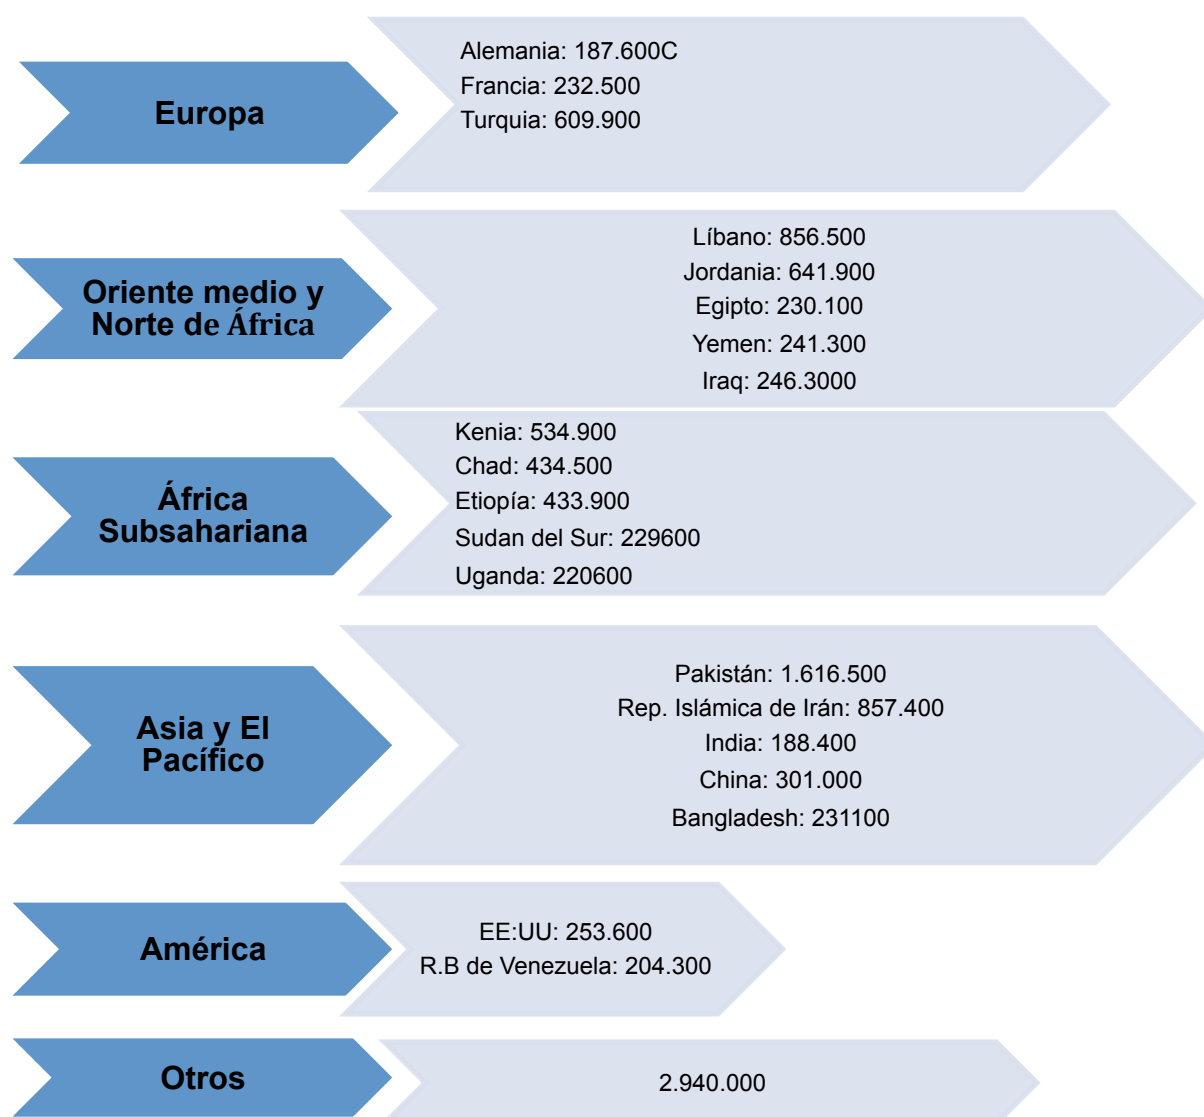 Europa
Alemania: 187.600C
Francia: 232.500
Turquia: 609.900
Oriente medio y
Norte de África
Líbano: 856.500
Jordania: 641.900
Egipto: 230.100
Yemen: 241.300
Iraq: 246.3000
África
Subsahariana
Kenia: 534.900
Chad: 434.500
Etiopía: 433.900
Sudan del Sur: 229600
Uganda: 220600
Asia y El
Pacífico
Pakistán: 1.616.500
Rep. Islámica de Irán: 857.400
India: 188.400
China: 301.000
Bangladesh: 231100
América
EE:UU: 253.600
R.B de Venezuela: 204.300
Otros
2.940.000